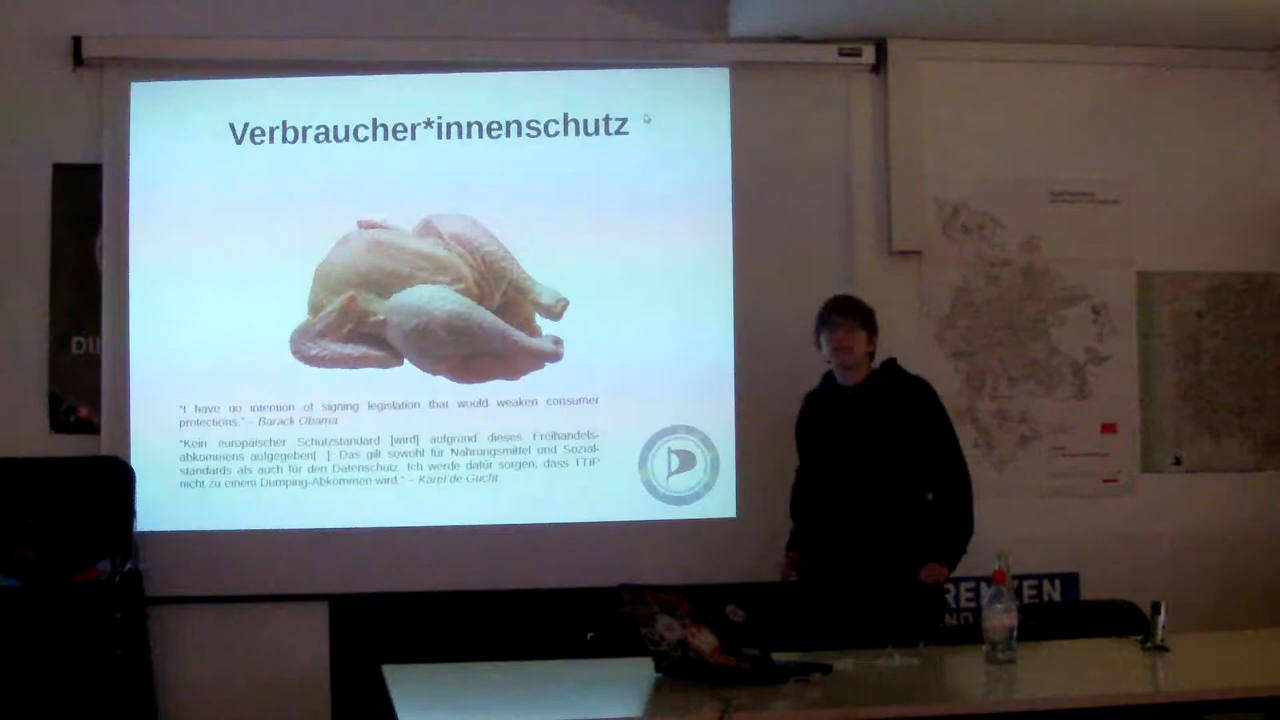 Verbraucher*innenschutz
"I have no intention of signing legislation that would weaken consumer
protections." – Barack Obama
"Kein europäischer Schutzstandard [wird] aufgrund dieses Freihandels-
abkommens aufgegeben[ ]. Das gilt sowohl für Nahrungsmittel und Sozial-
standards als auch für den Datenschutz. Ich werde dafür sorgen, dass TTIP
nicht zu einem Dumping-Abkommen wird." – Karel de Gucht
DII